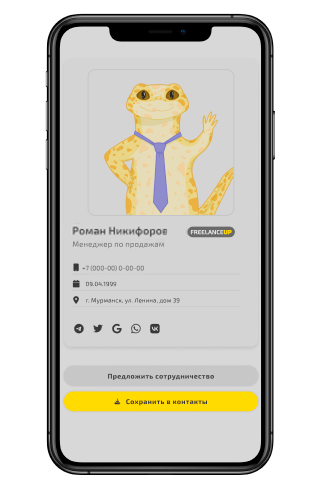 Роман Никифоров
FREELANCEUP
Менеджер по продажам
+7 (000-00) 0-00-00
09.04.1999
г. Мурманск, ул. Ленина, дом 39
Предложить сотрудничество
Сохранить в контакты